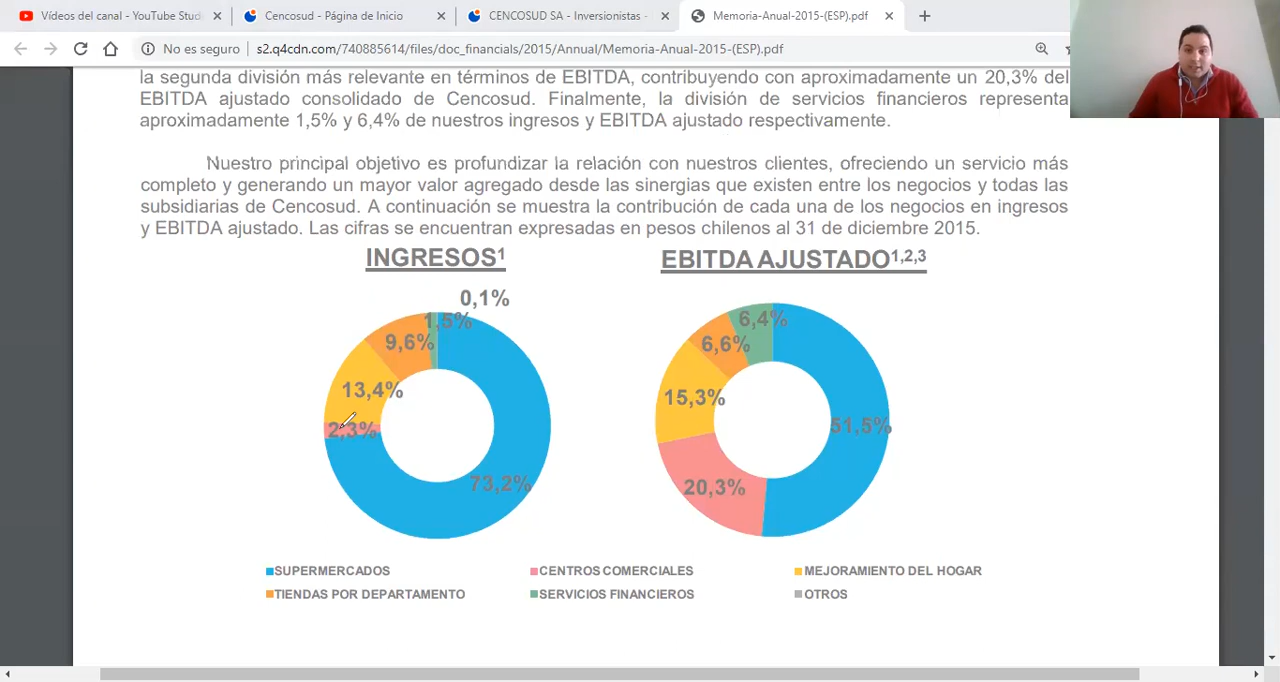 Vídeos del canal - YouTube Stud
Cencosud - Página de Inicio
CENCOSUD SA - Inversionistas -
Memoria-Anual-2015-(ESP).pdf
No es seguro
s2.q4cdn.com/740885614/files/doc_financials/2015/Annual/Memoria-Anual-2015-(ESP).pdf
la segunda división más relevante en términos de EBITDA, contribuyendo con aproximadamente un 20,3% del
EBITDA ajustado consolidado de Cencosud. Finalmente, la división de servicios financieros representa
aproximadamente 1,5% y 6,4% de nuestros ingresos y EBITDA ajustado respectivamente.
Nuestro principal objetivo es profundizar la relación con nuestros clientes, ofreciendo un servicio más
completo y generando un mayor valor agregado desde las sinergias que existen entre los negocios y todas las
subsidiarias de Cencosud. A continuación se muestra la contribución de cada una de los negocios en ingresos
y EBITDA ajustado. Las cifras se encuentran expresadas en pesos chilenos al 31 de diciembre 2015.
INGRESOS¹
0,1%
1,5%
9,6%
13,4%
2,3%
73,2%
EBITDA AJUSTADO¹,²,³
6,4%
6,6%
15,3%
51,5%
20,3%
SUPERMERCADOS
CENTROS COMERCIALES
MEJORAMIENTO DEL HOGAR
TIENDAS POR DEPARTAMENTO
SERVICIOS FINANCIEROS
OTROS